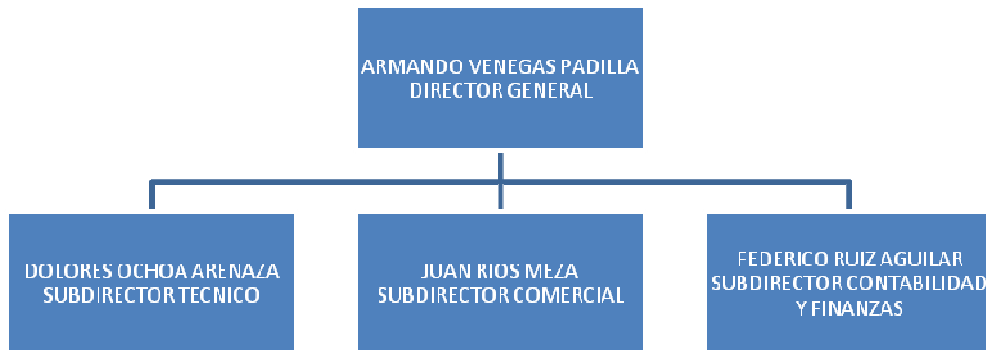 ARMANDO VENEGAS PADILLA
DIRECTOR GENERAL
DOLORES OCHOA ARENAZA
SUBDIRECTOR TECNICO
JUAN RIOS MEZA
SUBDIRECTOR COMERCIAL
FEDERICO RUIZ AGUILAR
SUBDIRECTOR CONTABILIDAD
Y FINANZAS